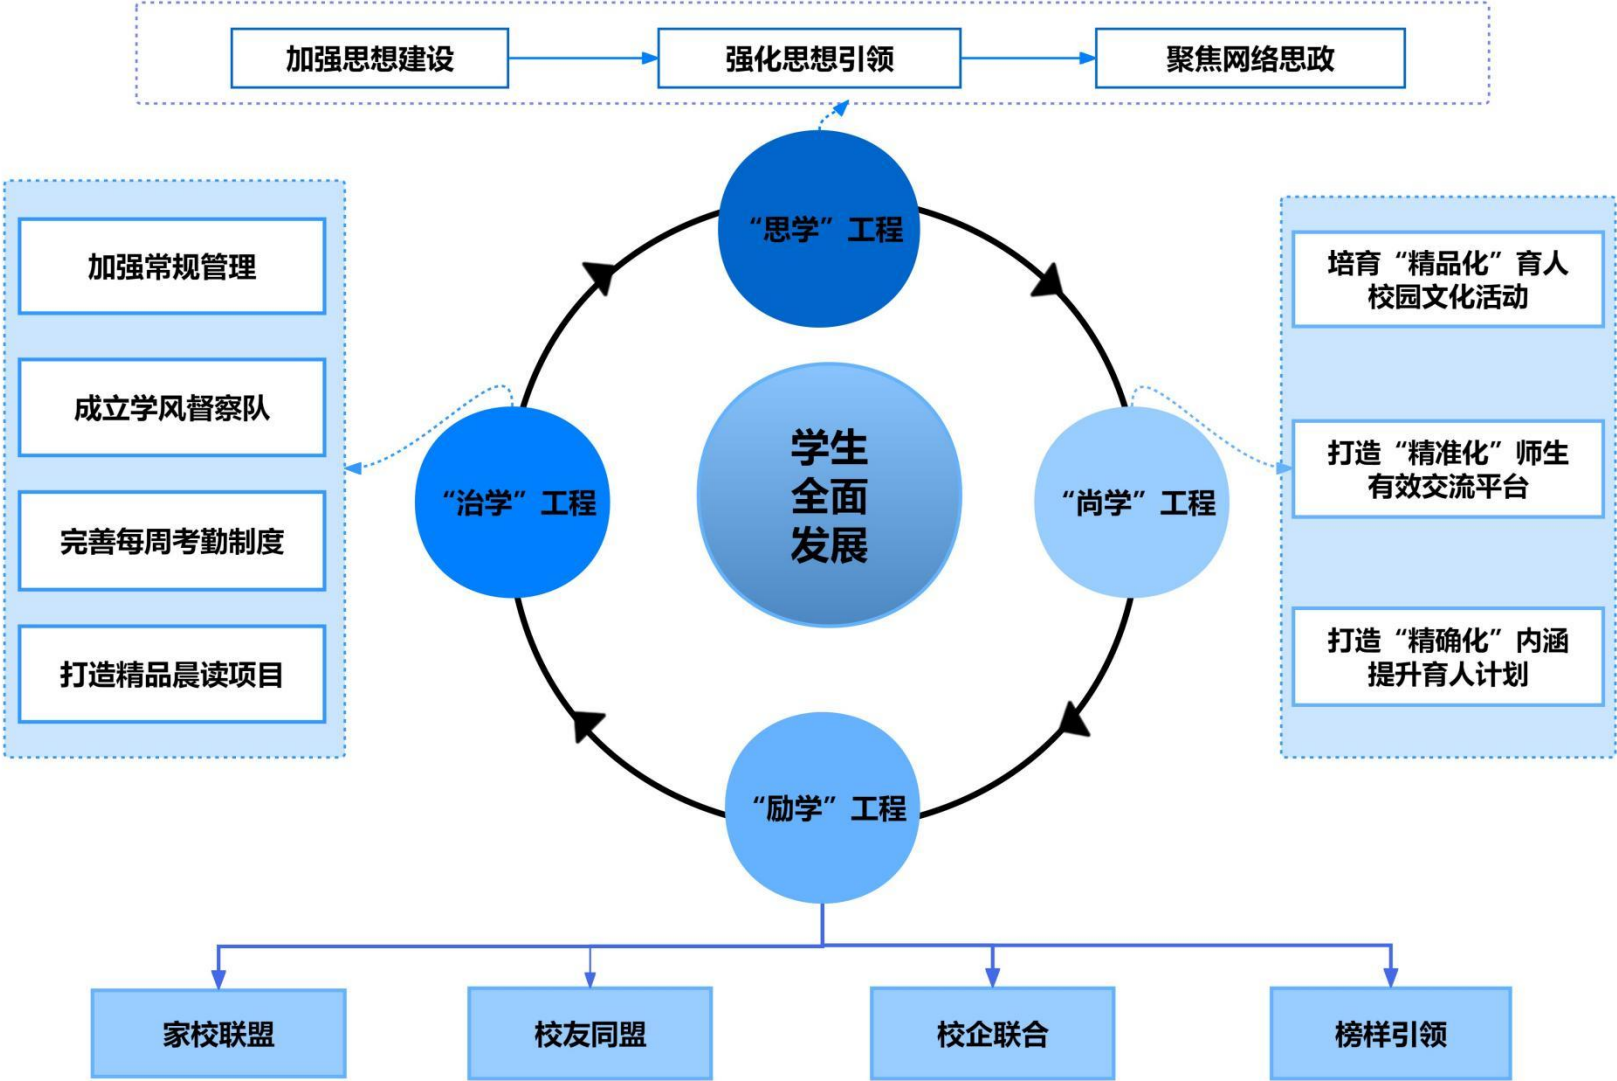 加强思想建设
强化思想引领
聚焦网络思政
“思学”工程
加强常规管理
成立学风督察队
完善每周考勤制度
打造精品晨读项目
“治学”工程
学生
全面
发展
“尚学”工程
培育“精品化”育人
校园文化活动
打造“精准化”师生
有效交流平台
打造“精确化”内涵
提升育人计划
“励学”工程
家校联盟
校友同盟
校企联合
榜样引领